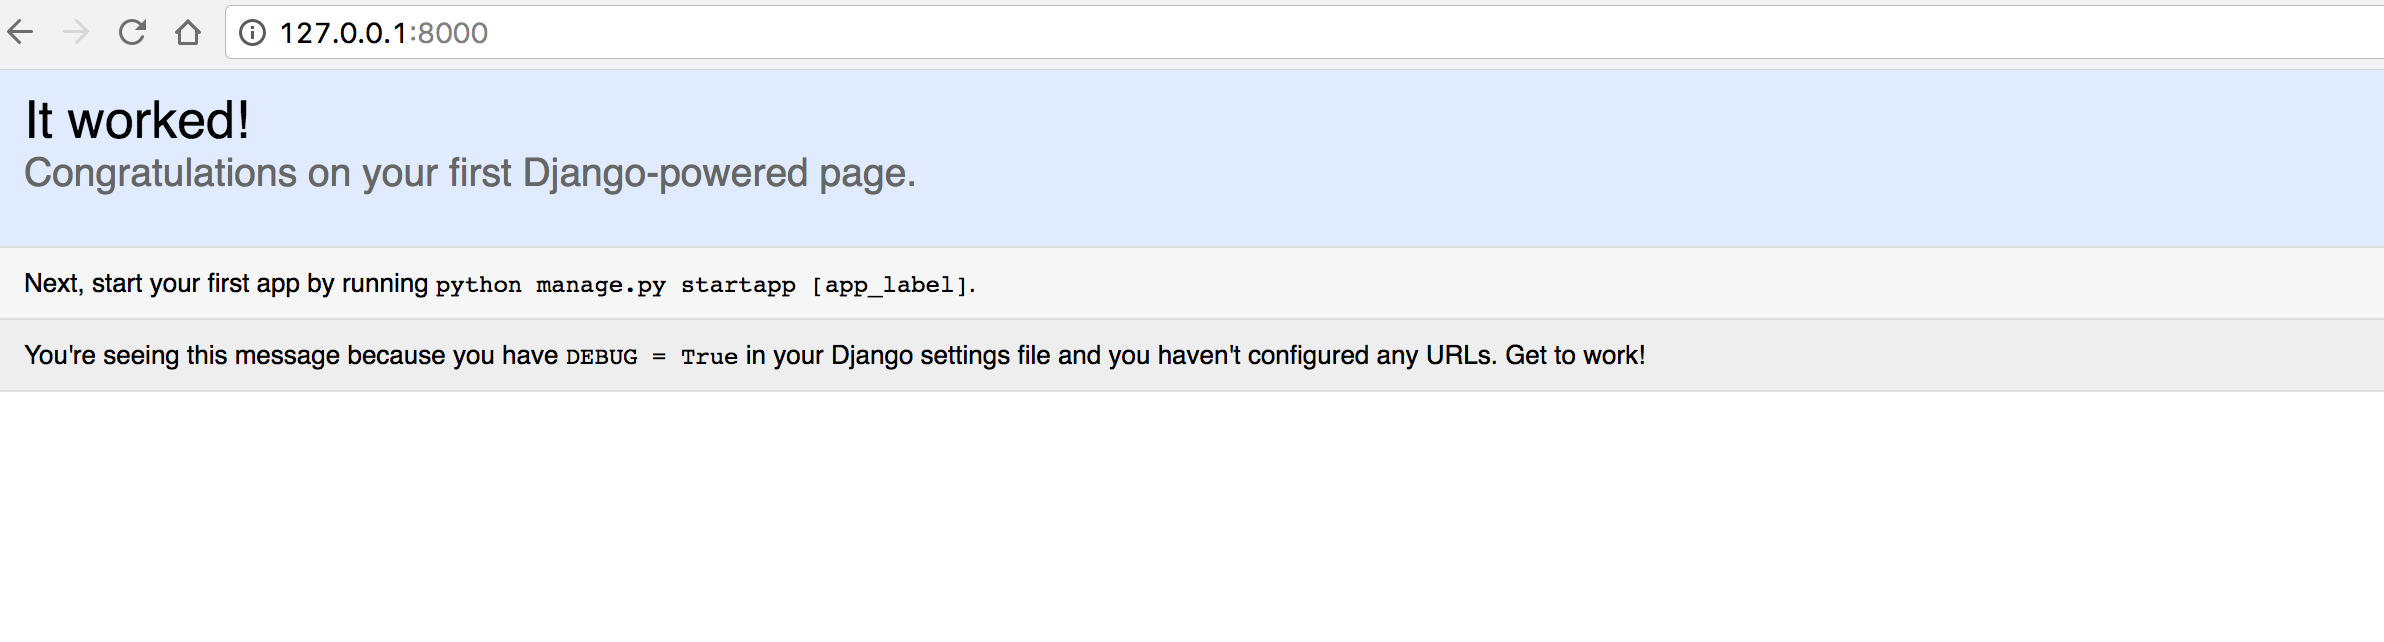 127.0.0.1:8000
It worked!
Congratulations on your first Django-powered page.
Next, start your first app by running python manage.py startapp [app_label].
You're seeing this message because you have DEBUG = True in your Django settings file and you haven't configured any URLs. Get to work!